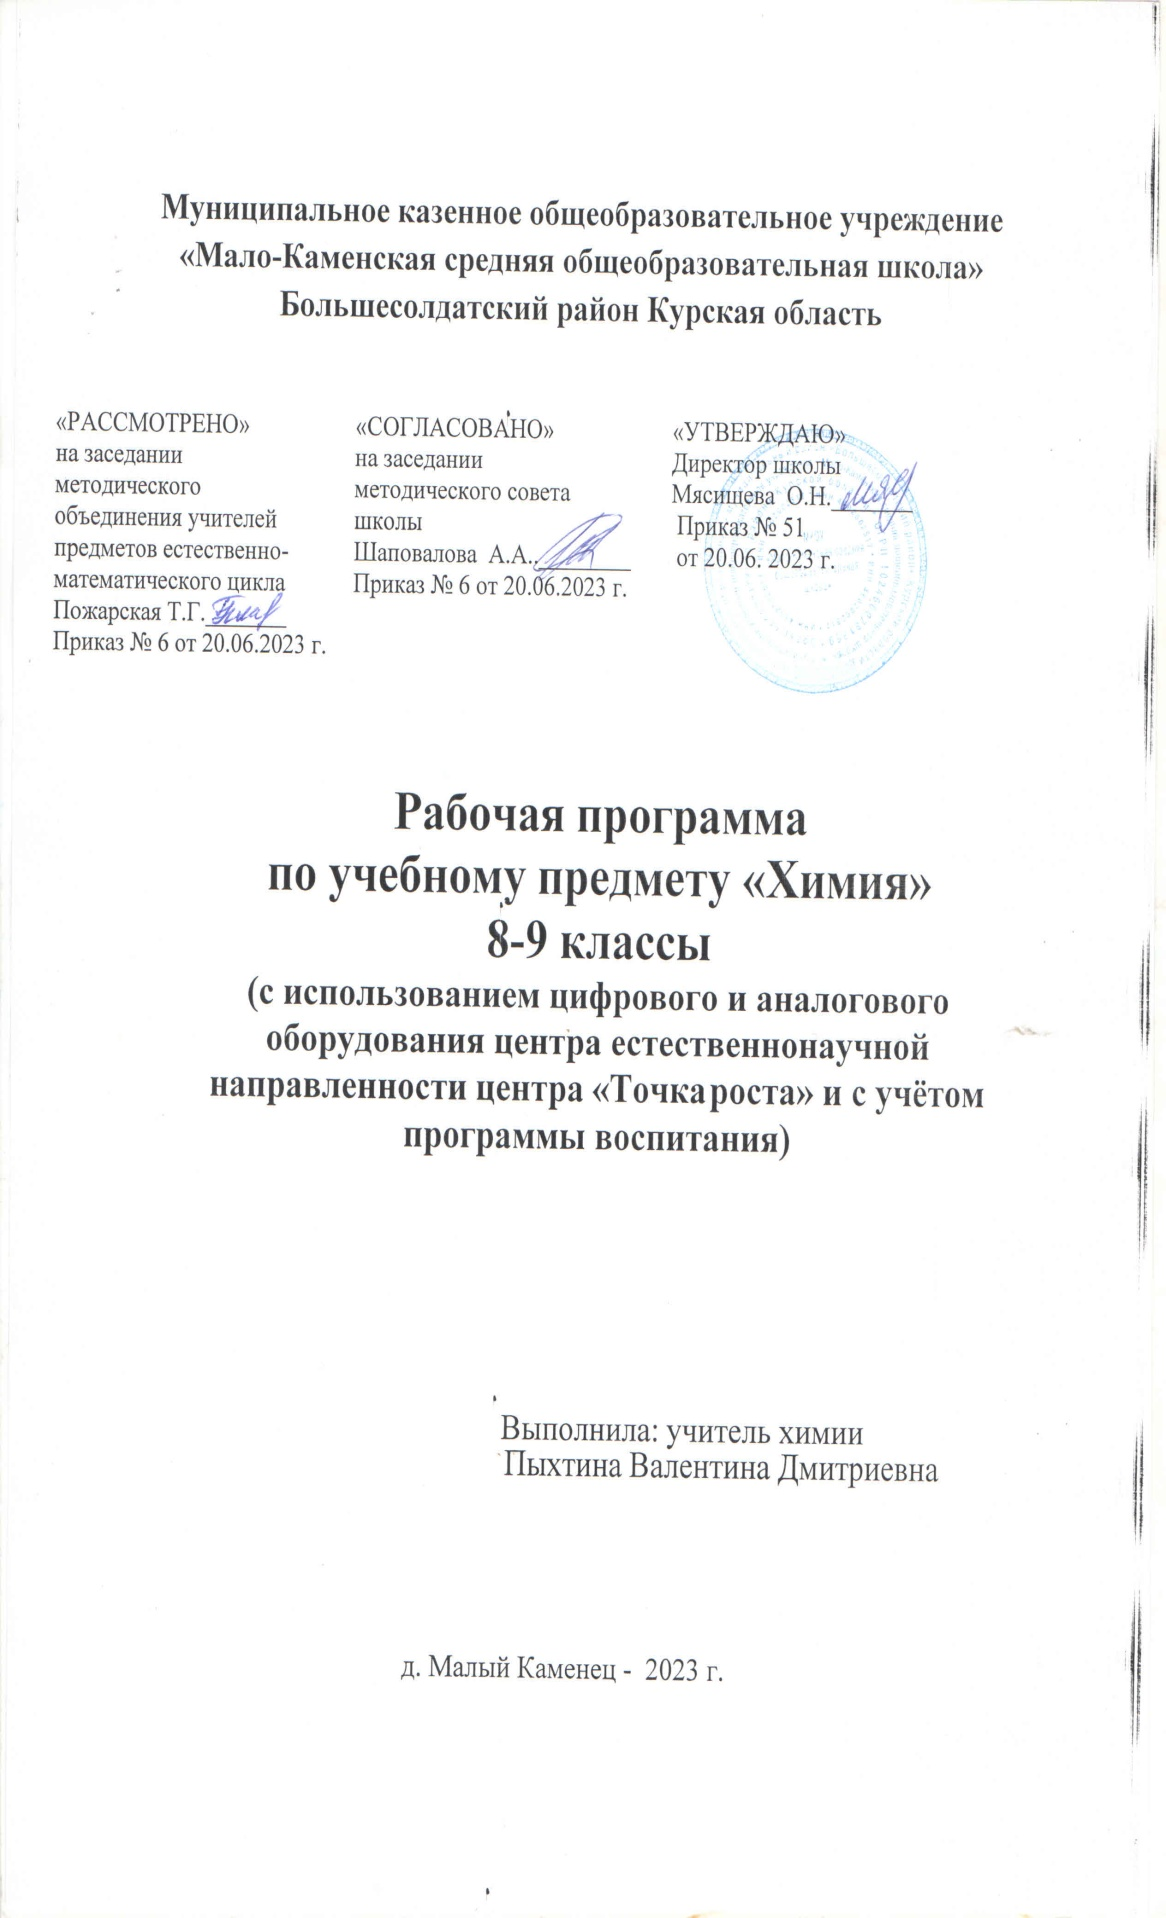 Муниципальное казенное общеобразовательное учреждение
«Мало-Каменская средняя общеобразовательная школа»
Большесолдатский район Курская область
«РАССМОТРЕНО»
на заседании
методического
объединения учителей
предметов естественно-
математического цикла
Пожарская Т.Г.
Приказ № 6 от 20.06.2023 г.
«СОГЛАСОВАНО»
на заседании
методического совета
школы
Шаповалова А.А.
Приказ № 6 от 20.06.2023 г.
«УТВЕРЖДАЮ»
Директор школы
Мясищева О.Н.
Приказ № 51
от 20.06. 2023 г.
Рабочая программа
по учебному предмету «Химия»
8-9 классы
(с использованием цифрового и аналогового
оборудования центра естественнонаучной
направленности центра «Точка роста» и с учётом
программы воспитания)
Выполнила: учитель химии
Пыхтина Валентина Дмитриевна
д. Малый Каменец - 2023 г.